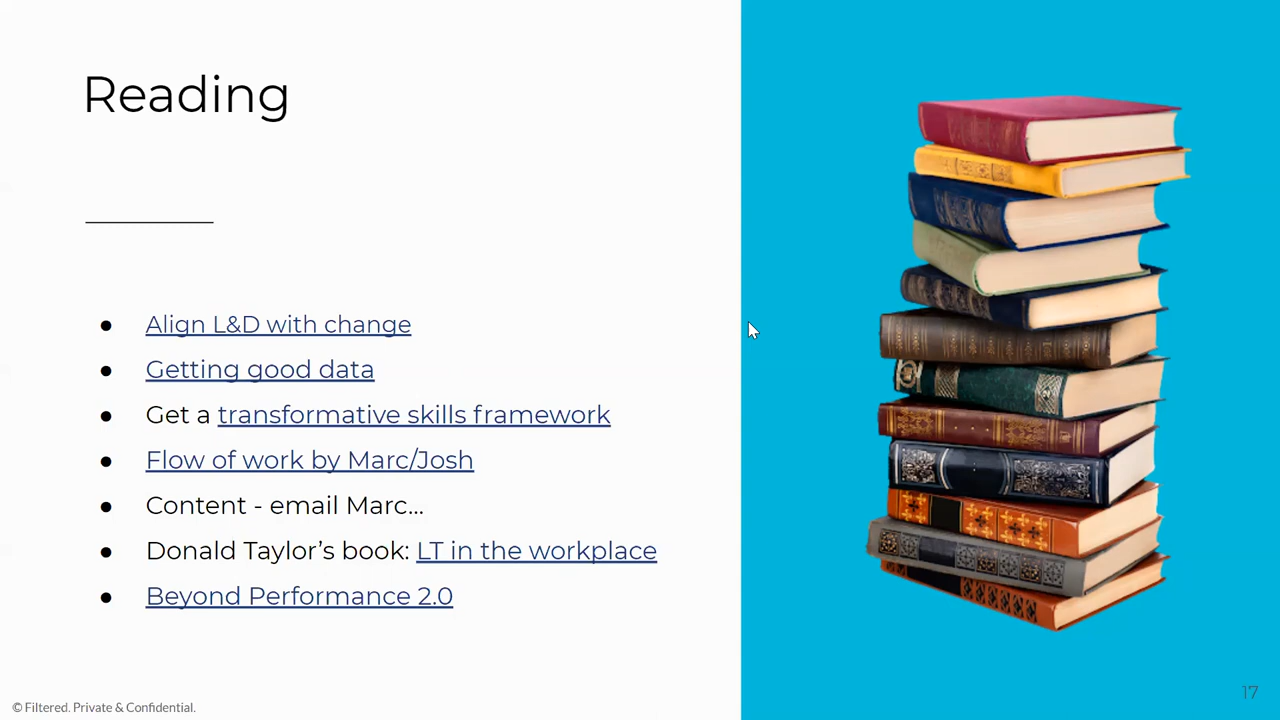 Reading
● Align L&D with change
● Getting good data
● Get a transformative skills framework
● Flow of work by Marc/Josh
● Content - email Marc...
● Donald Taylor’s book: LT in the workplace
● Beyond Performance 2.0
© Filtered. Private & Confidential.
17